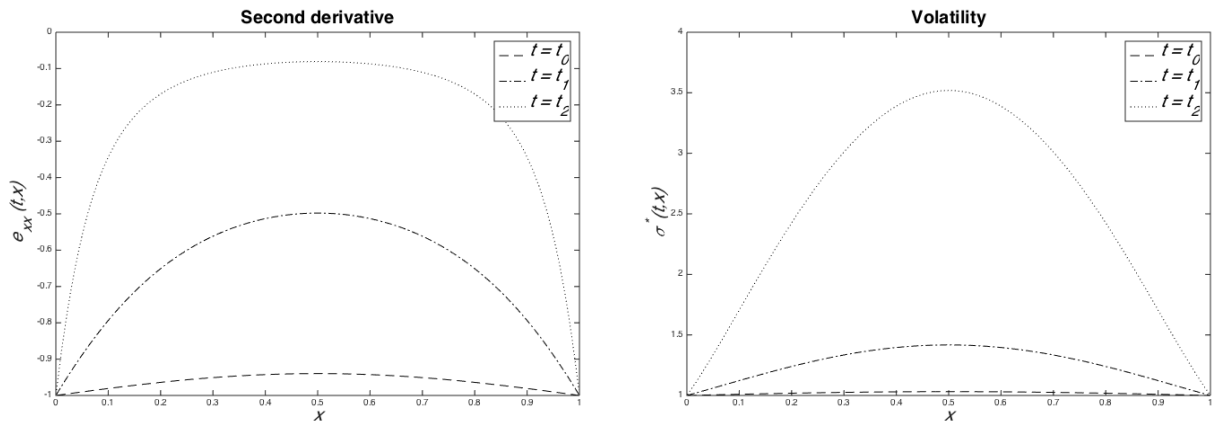 Second derivative
0
-0.1
-0.2
-0.3
-0.4
-0.5
-0.6
-0.7
-0.8
-0.9
-1
e_xx(t,x)
t = t_0
t = t_1
t = t_2
0 0.1 0.2 0.3 0.4 0.5 0.6 0.7 0.8 0.9 1
x
Volatility
4
3.5
3
2.5
2
1.5
1
σ^*(t,x)
t = t_0
t = t_1
t = t_2
0 0.1 0.2 0.3 0.4 0.5 0.6 0.7 0.8 0.9 1
x